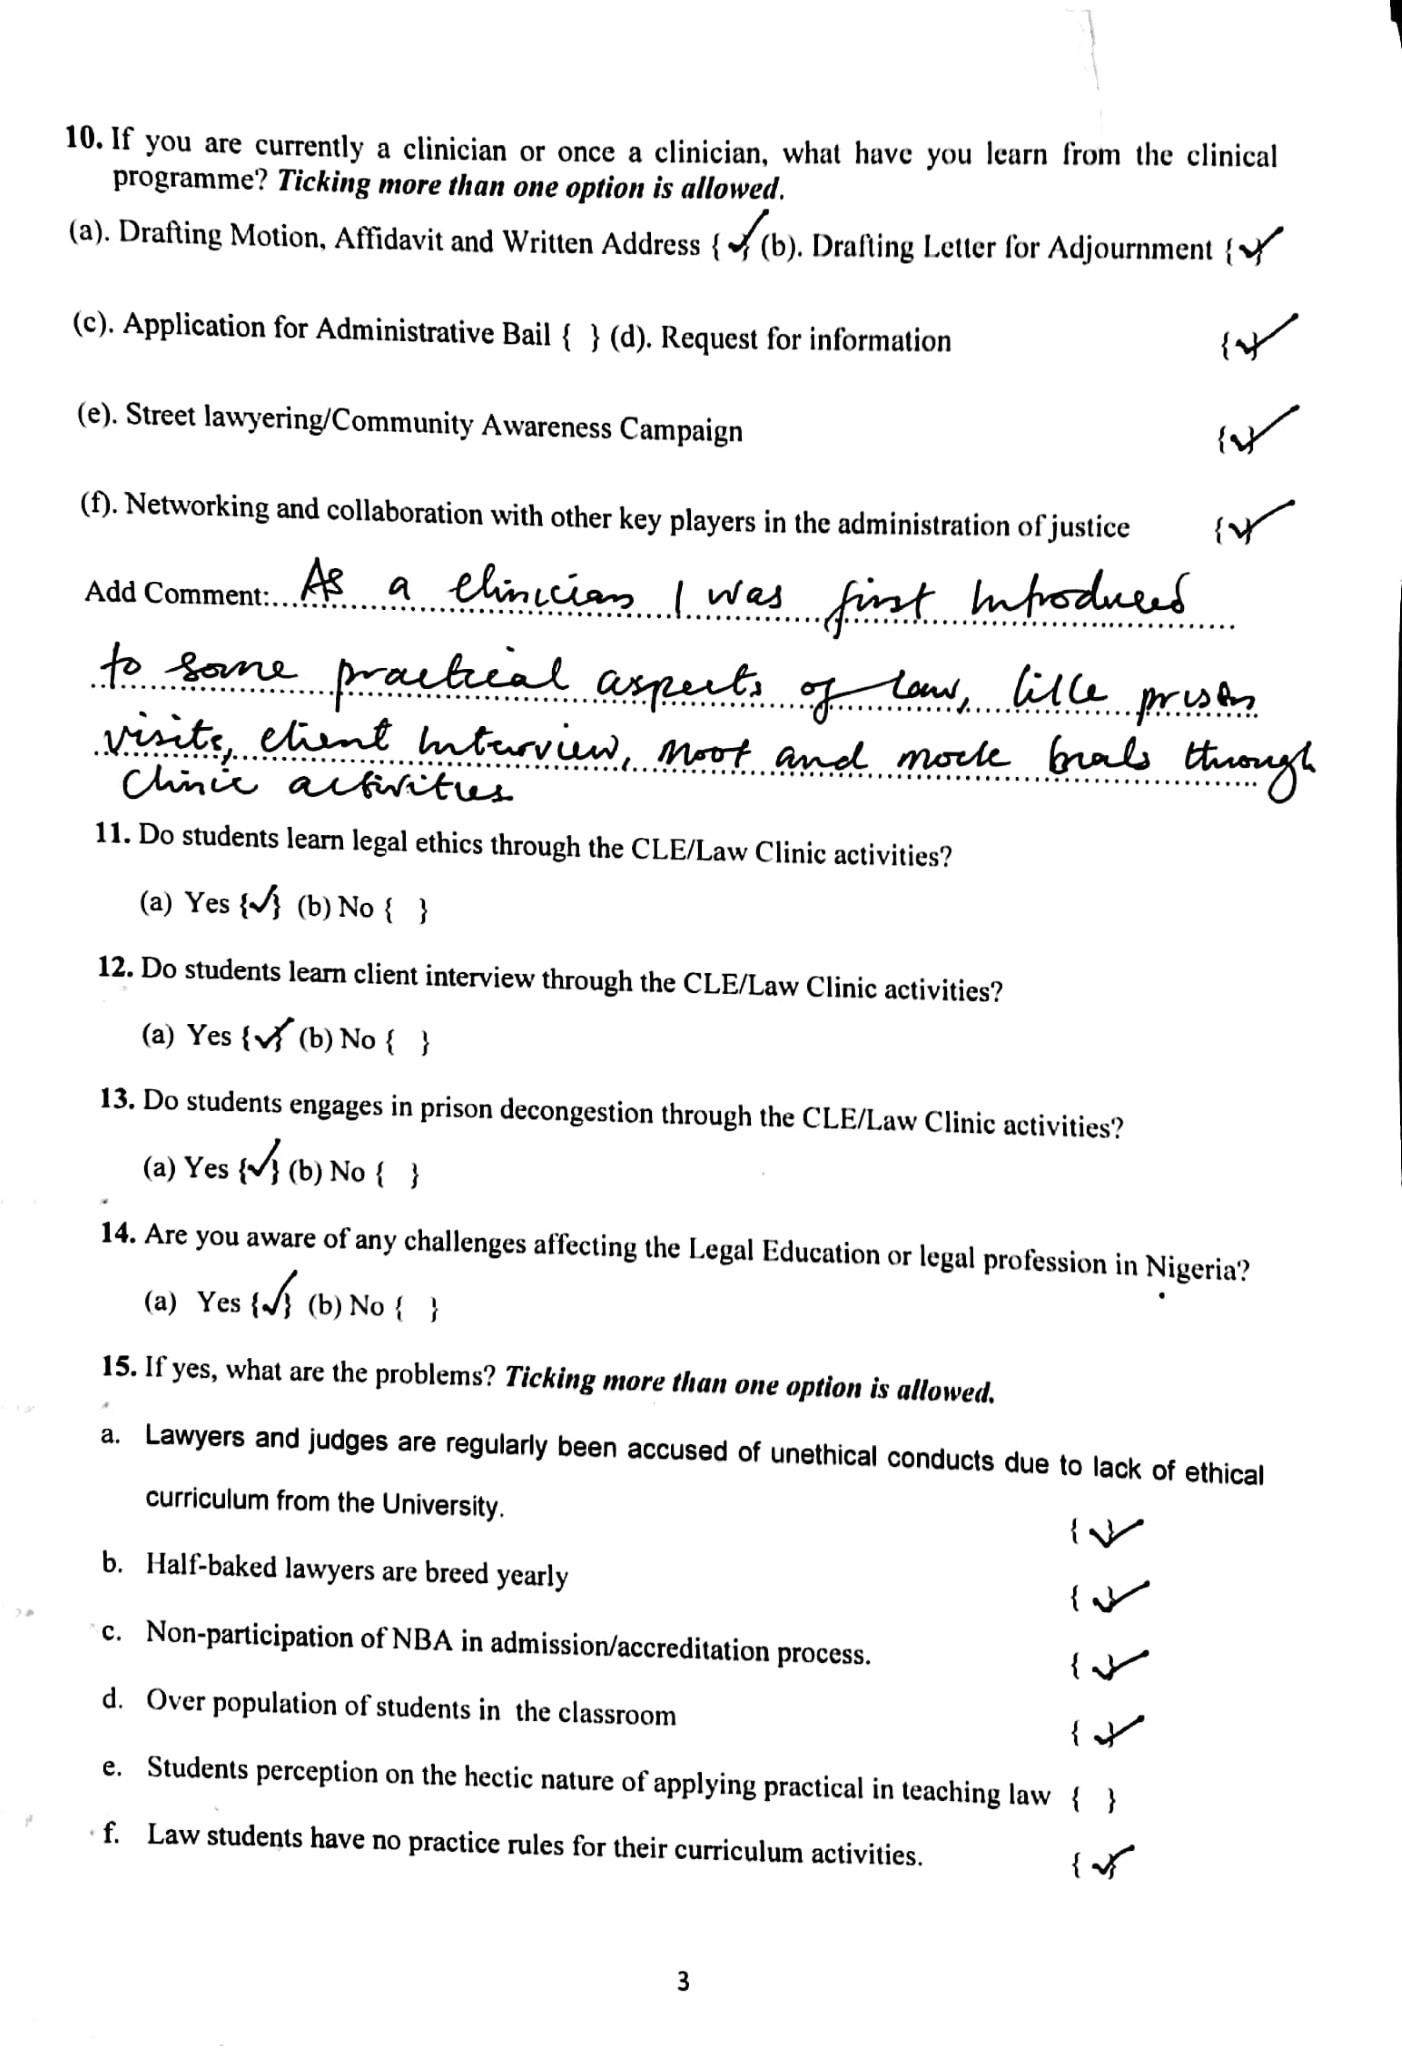 10. If you are currently a clinician or once a clinician, what have you learn from the clinical
programme? Ticking more than one option is allowed.
(a). Drafting Motion, Affidavit and Written Address {✓} (b). Drafting Letter for Adjournment {✓}
(c). Application for Administrative Bail { } (d). Request for information {✓}
(e). Street lawyering/Community Awareness Campaign {✓}
(f). Networking and collaboration with other key players in the administration of justice {✓}
Add Comment: As a clinician I was first Introduced
to some practical aspects of law, like prison
visits, client Interview, moot and mock trials through
Clinic activities
11. Do students learn legal ethics through the CLE/Law Clinic activities?
(a) Yes {✓} (b) No { }
12. Do students learn client interview through the CLE/Law Clinic activities?
(a) Yes {✓} (b) No { }
13. Do students engages in prison decongestion through the CLE/Law Clinic activities?
(a) Yes {✓} (b) No { }
14. Are you aware of any challenges affecting the Legal Education or legal profession in Nigeria?
(a) Yes {✓} (b) No { }
15. If yes, what are the problems? Ticking more than one option is allowed.
a. Lawyers and judges are regularly been accused of unethical conducts due to lack of ethical
curriculum from the University. {✓}
b. Half-baked lawyers are breed yearly {✓}
c. Non-participation of NBA in admission/accreditation process. {✓}
d. Over population of students in the classroom {✓}
e. Students perception on the hectic nature of applying practical in teaching law { }
f. Law students have no practice rules for their curriculum activities. {✓}
3